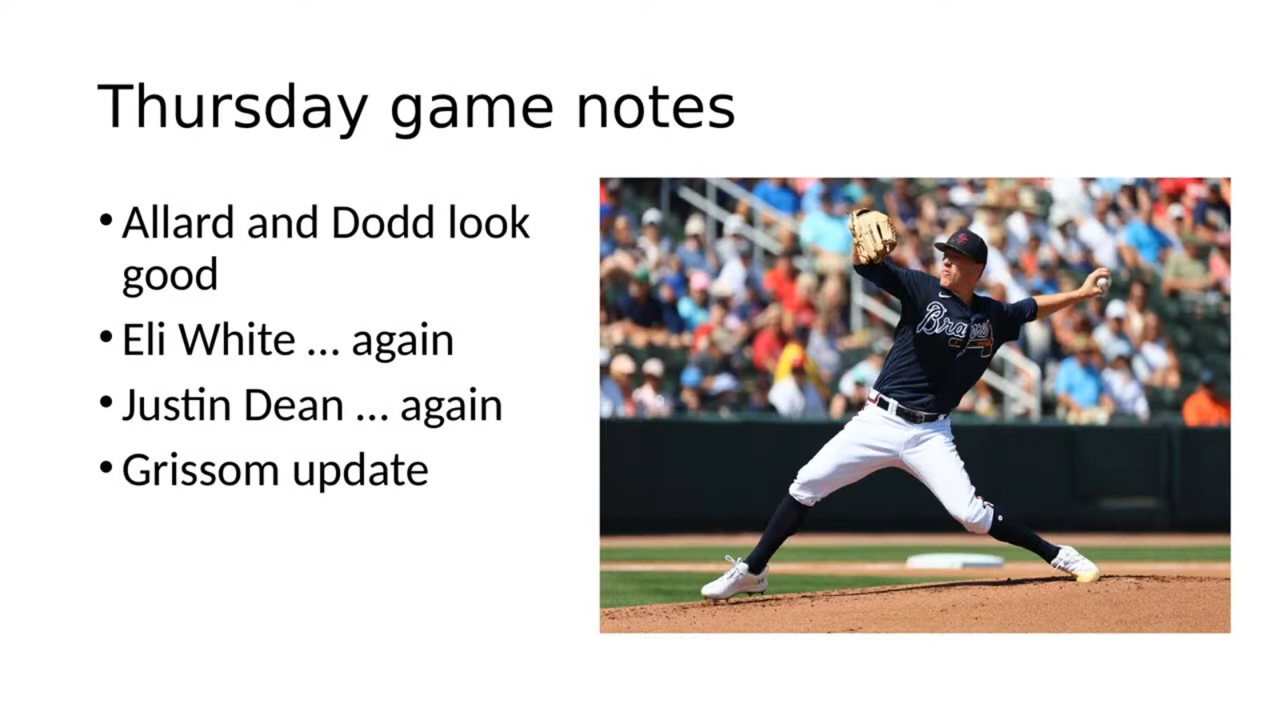 Thursday game notes
• Allard and Dodd look
good
• Eli White ... again
• Justin Dean ... again
• Grissom update
Braves